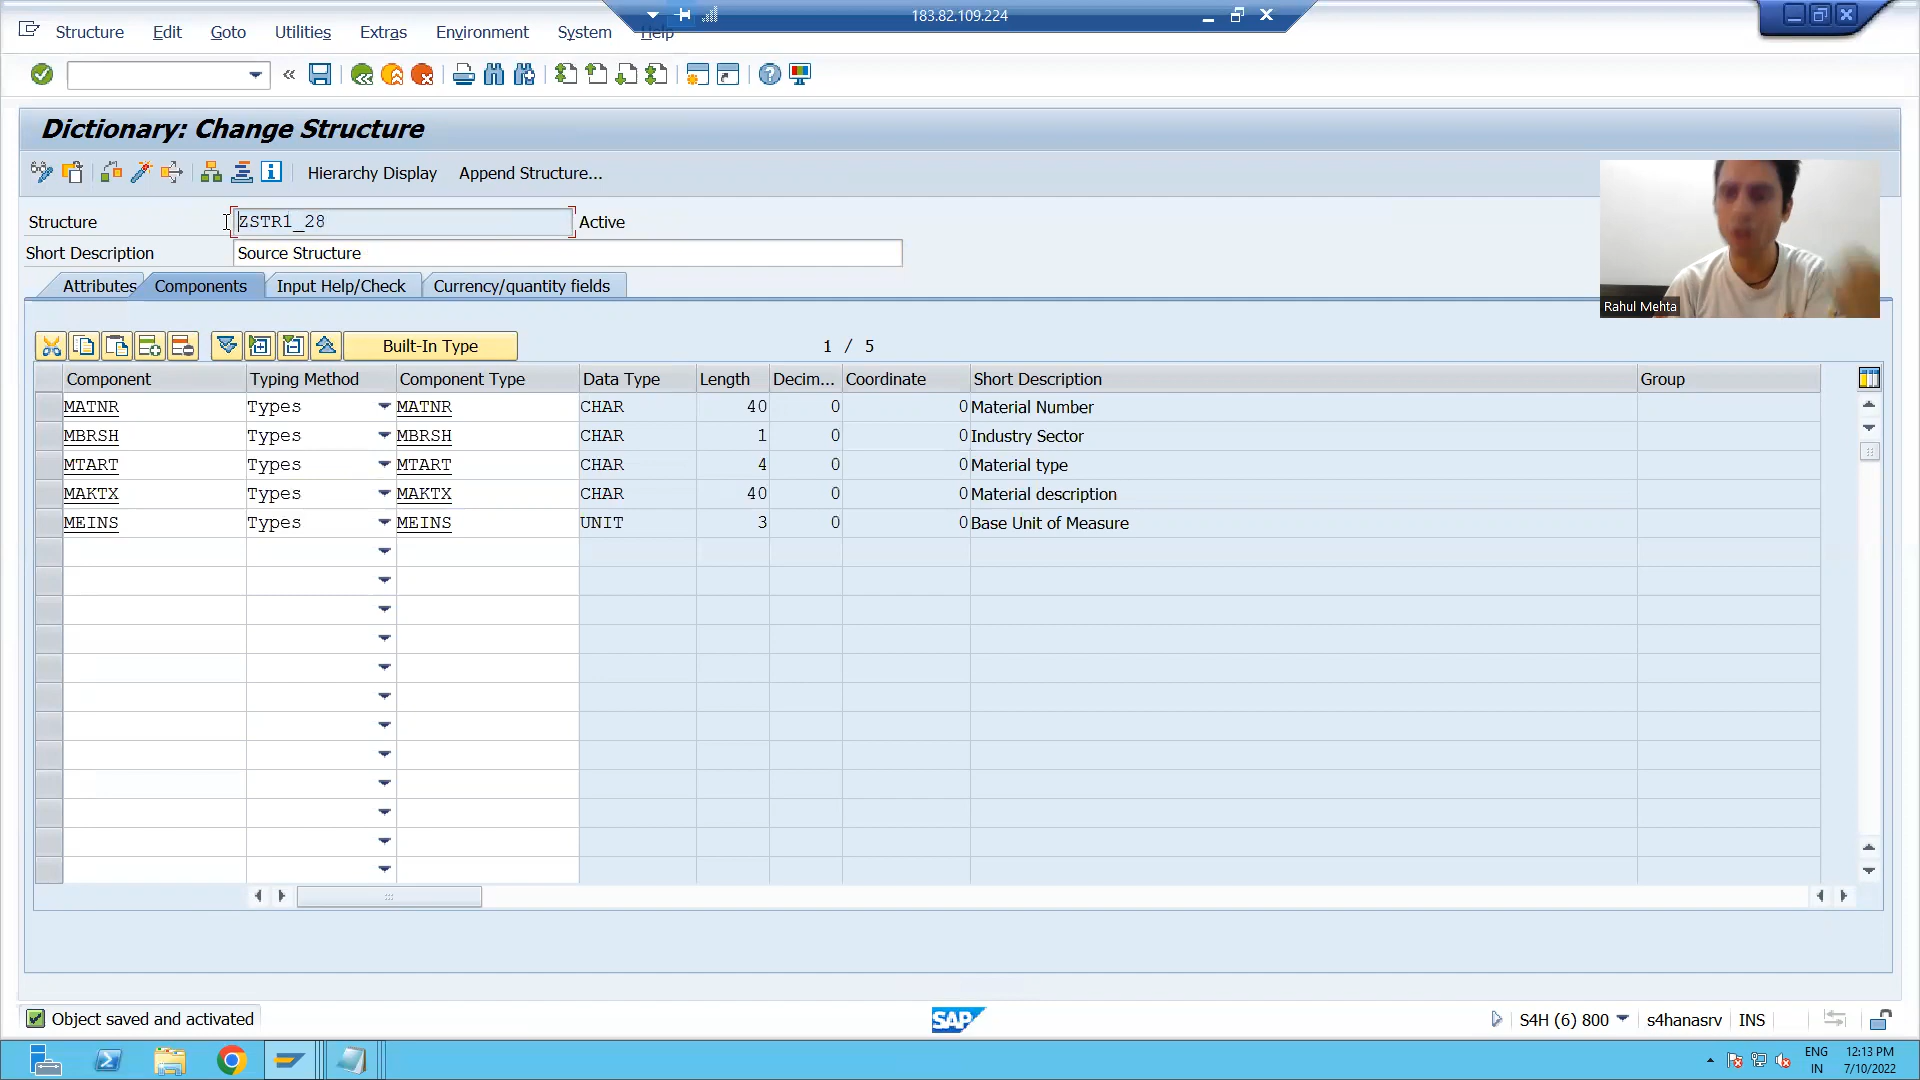 183.82.109.224
Structure Edit Goto Utilities Extras Environment System Help
Dictionary: Change Structure
Hierarchy Display Append Structure...
Structure ZSTR1_28 Active
Short Description Source Structure
Rahul Mehta
Attributes Components Input Help/Check Currency/quantity fields
Built-In Type 1 / 5
Component Typing Method Component Type Data Type Length Decim... Coordinate Short Description Group
MATNR Types MATNR CHAR 40 0 0 Material Number
MBRSH Types MBRSH CHAR 1 0 0 Industry Sector
MTART Types MTART CHAR 4 0 0 Material type
MAKTX Types MAKTX CHAR 40 0 0 Material description
MEINS Types MEINS UNIT 3 0 0 Base Unit of Measure
Object saved and activated SAP S4H (6) 800 s4hanasrv INS
ENG 12:13 PM
IN 7/10/2022